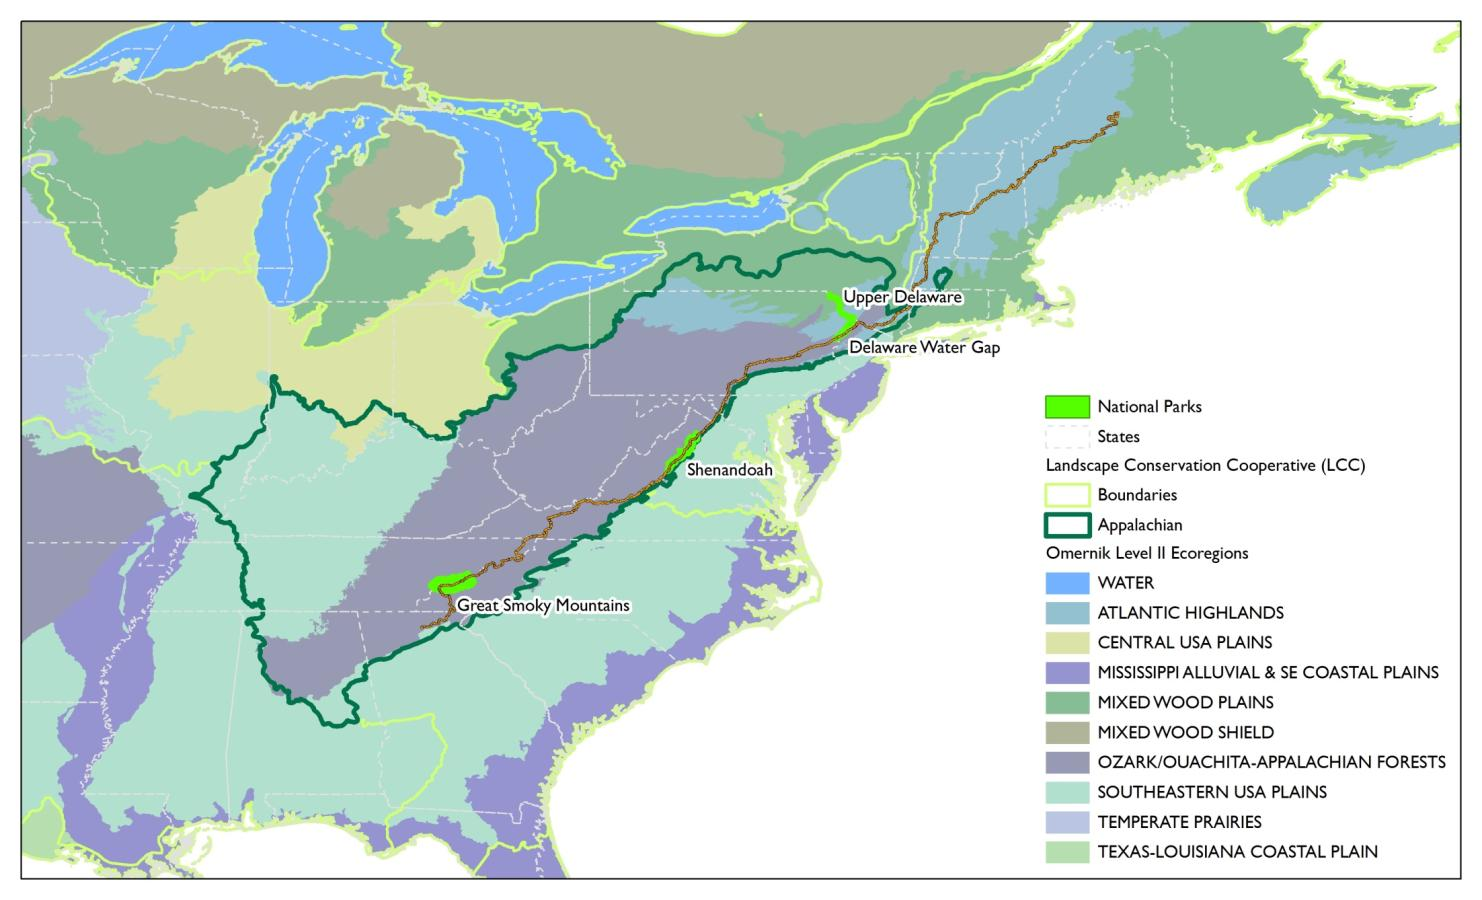 Upper Delaware
Delaware Water Gap
Shenandoah
Great Smoky Mountains
National Parks
States
Landscape Conservation Cooperative (LCC)
Boundaries
Appalachian
Omernik Level II Ecoregions
WATER
ATLANTIC HIGHLANDS
CENTRAL USA PLAINS
MISSISSIPPI ALLUVIAL & SE COASTAL PLAINS
MIXED WOOD PLAINS
MIXED WOOD SHIELD
OZARK/OUACHITA-APPALACHIAN FORESTS
SOUTHEASTERN USA PLAINS
TEMPERATE PRAIRIES
TEXAS-LOUISIANA COASTAL PLAIN